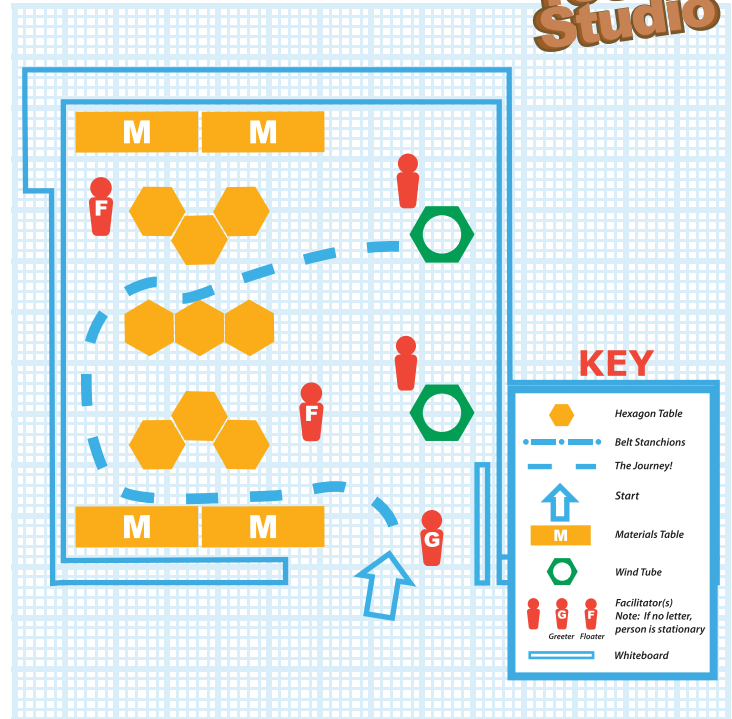 Studio
M M
F
KEY
Hexagon Table
Belt Stanchions
The Journey!
F
Start
M M
G
M Materials Table
Wind Tube
Facilitator(s)
Note: If no letter,
G F
person is stationary
Greeter Floater
Whiteboard